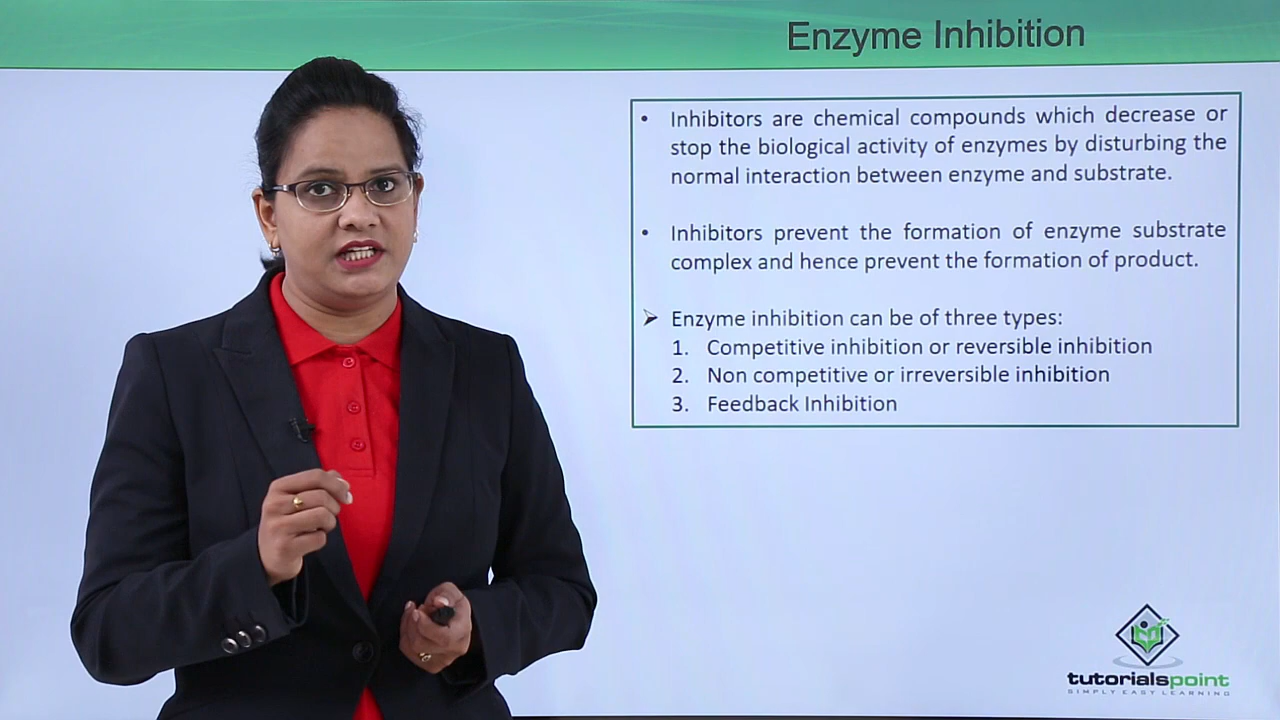 Enzyme Inhibition
• Inhibitors are chemical compounds which decrease or
stop the biological activity of enzymes by disturbing the
normal interaction between enzyme and substrate.
• Inhibitors prevent the formation of enzyme substrate
complex and hence prevent the formation of product.
➢ Enzyme inhibition can be of three types:
1. Competitive inhibition or reversible inhibition
2. Non competitive or irreversible inhibition
3. Feedback Inhibition
tutorialspoint
SIMPLY EASY LEARNING